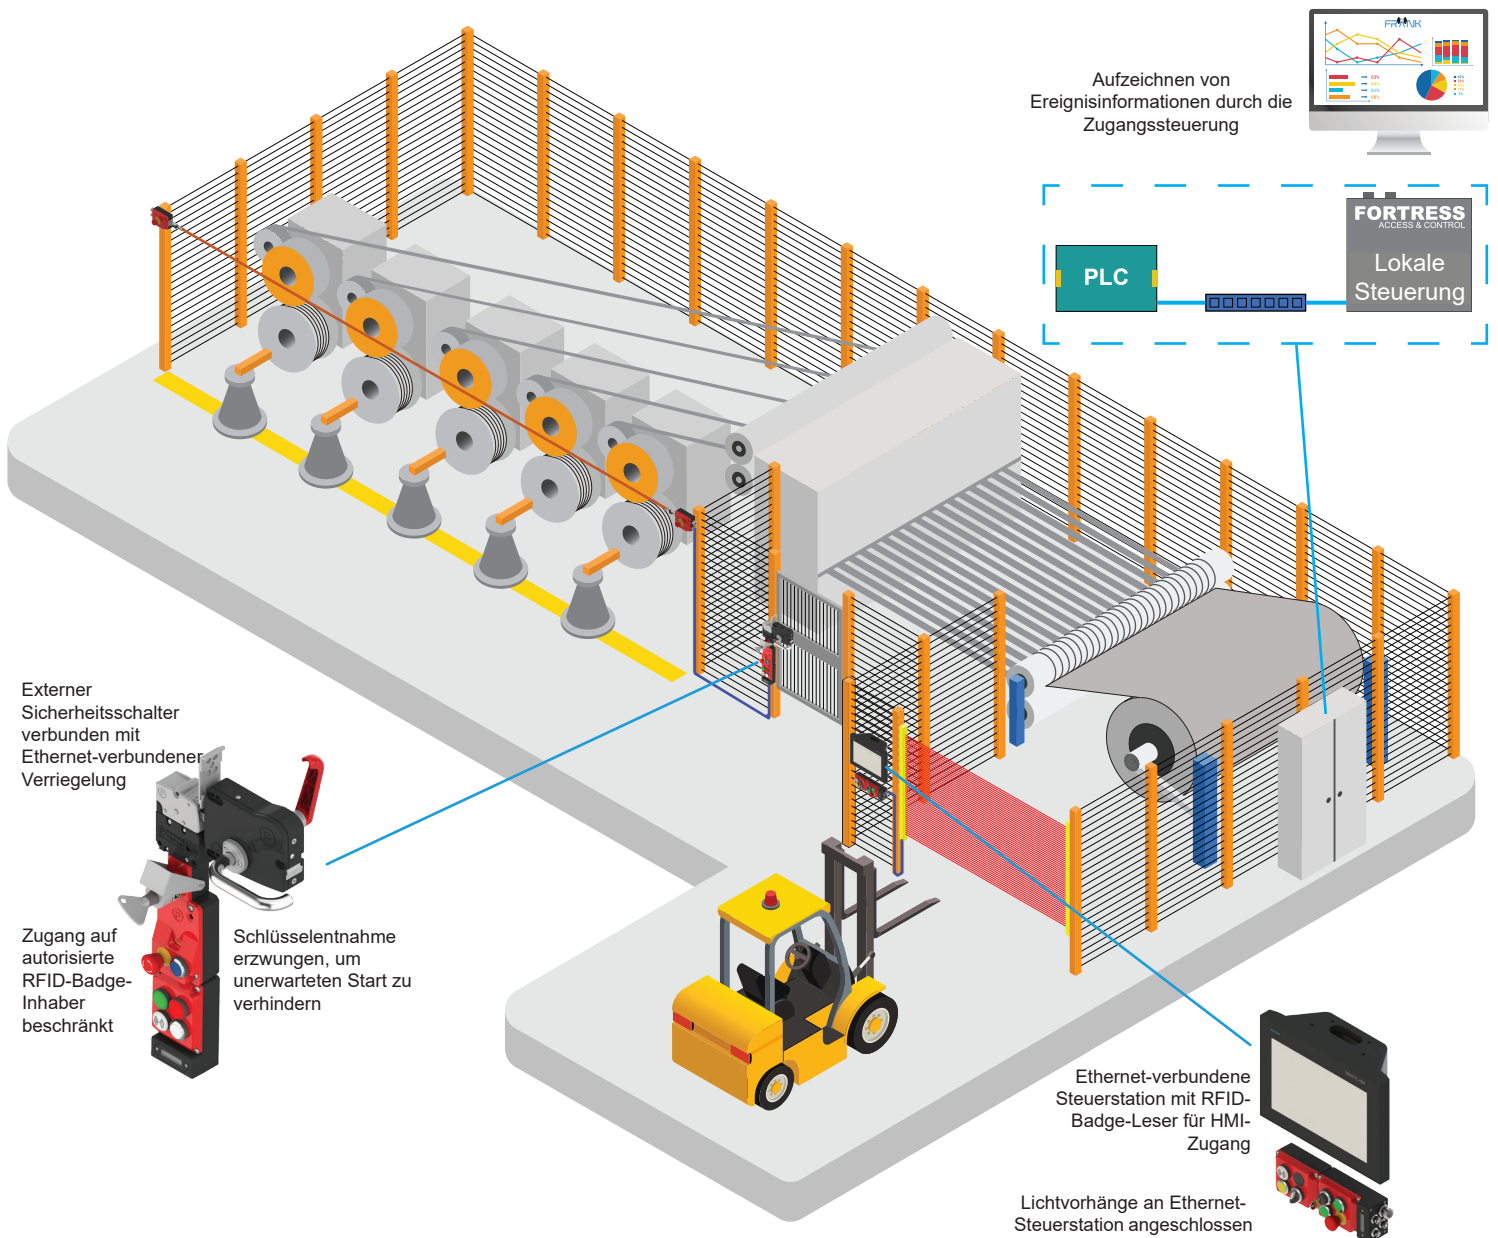 FRANK
Aufzeichnen von
Ereignisinformationen durch die
Zugangssteuerung
FORTRESS
ACCESS & CONTROL
PLC
Lokale
Steuerung
Externer
Sicherheitsschalter
verbunden mit
Ethernet-verbundener
Verriegelung
Zugang auf
autorisierte
RFID-Badge-
Inhaber
beschränkt
Schlüsselentnahme
erzwungen, um
unerwarteten Start zu
verhindern
Ethernet-verbundene
Steuerstation mit RFID-
Badge-Leser für HMI-
Zugang
Lichtvorhänge an Ethernet-
Steuerstation angeschlossen